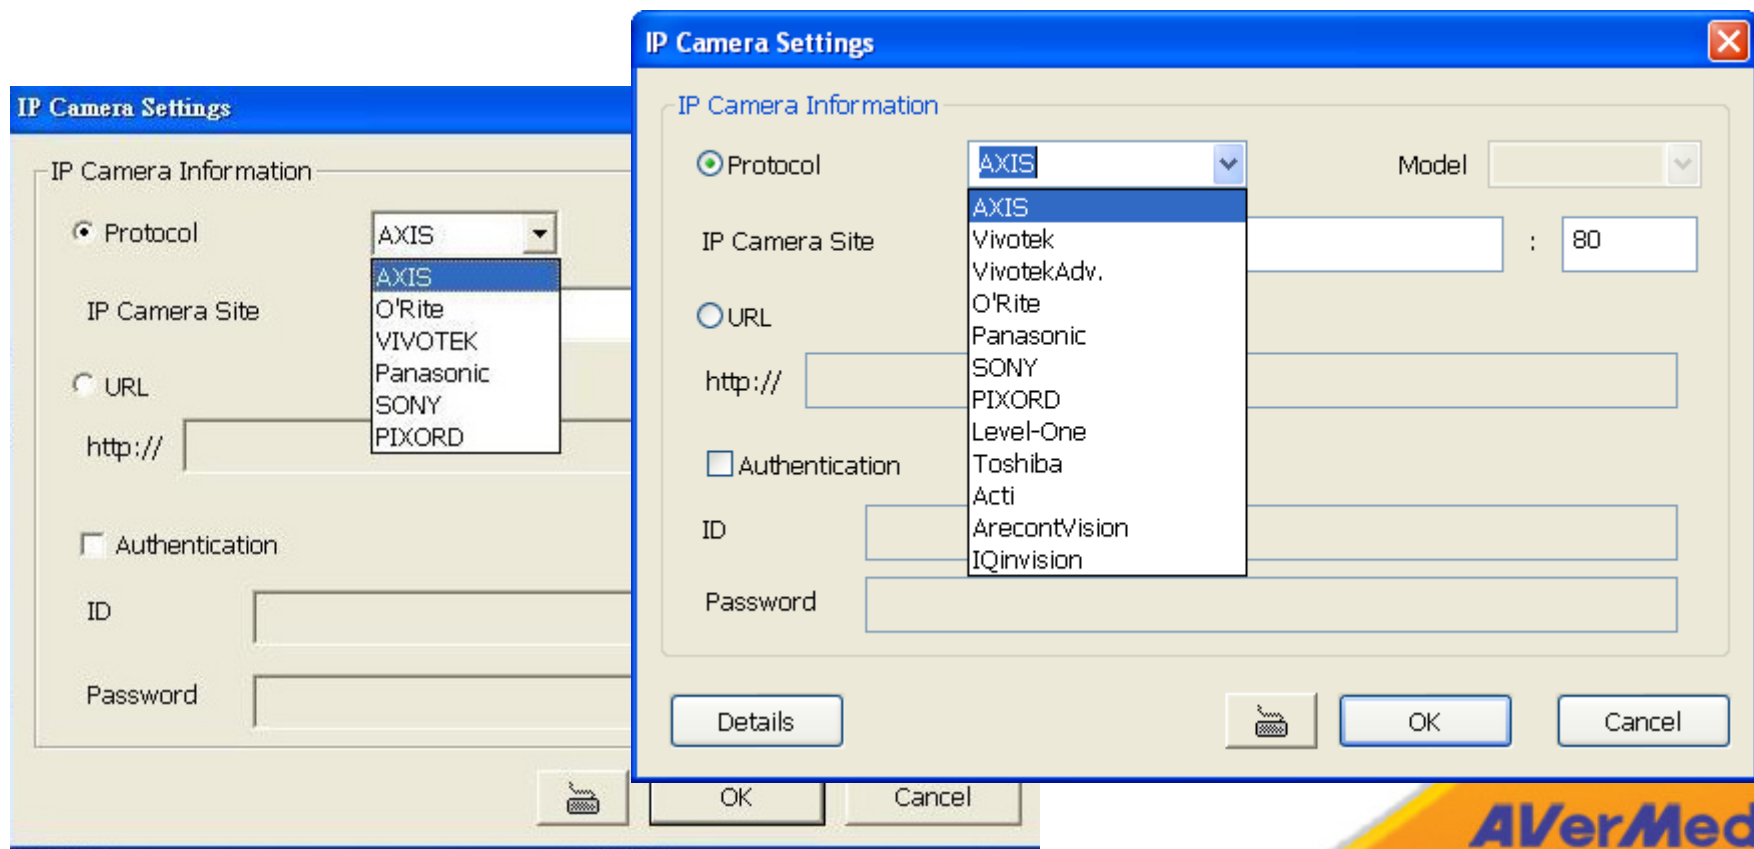 IP Camera Settings
IP Camera Information
Protocol AXIS
AXIS
O'Rite
VIVOTEK
Panasonic
SONY
PIXORD
IP Camera Site
URL
http://
Authentication
ID
Password
OK Cancel
IP Camera Settings
IP Camera Information
Protocol AXIS Model
AXIS
Vivotek
VivotekAdv.
O'Rite
Panasonic
SONY
PIXORD
Level-One
Toshiba
Acti
ArecontVision
IQinvision
IP Camera Site : 80
URL
http://
Authentication
ID
Password
Details OK Cancel
AVerMed